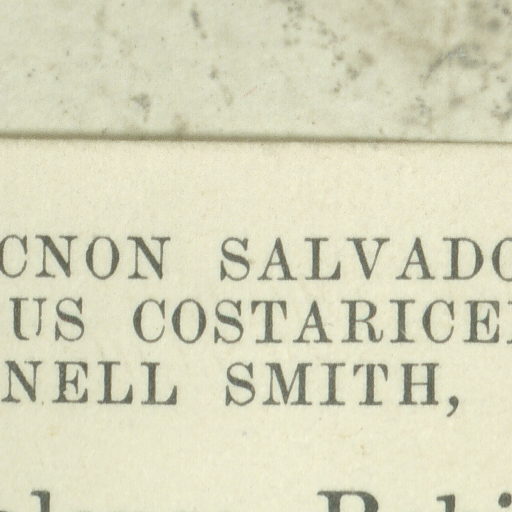 CNON SALVADO
US COSTARICE
NELL SMITH,